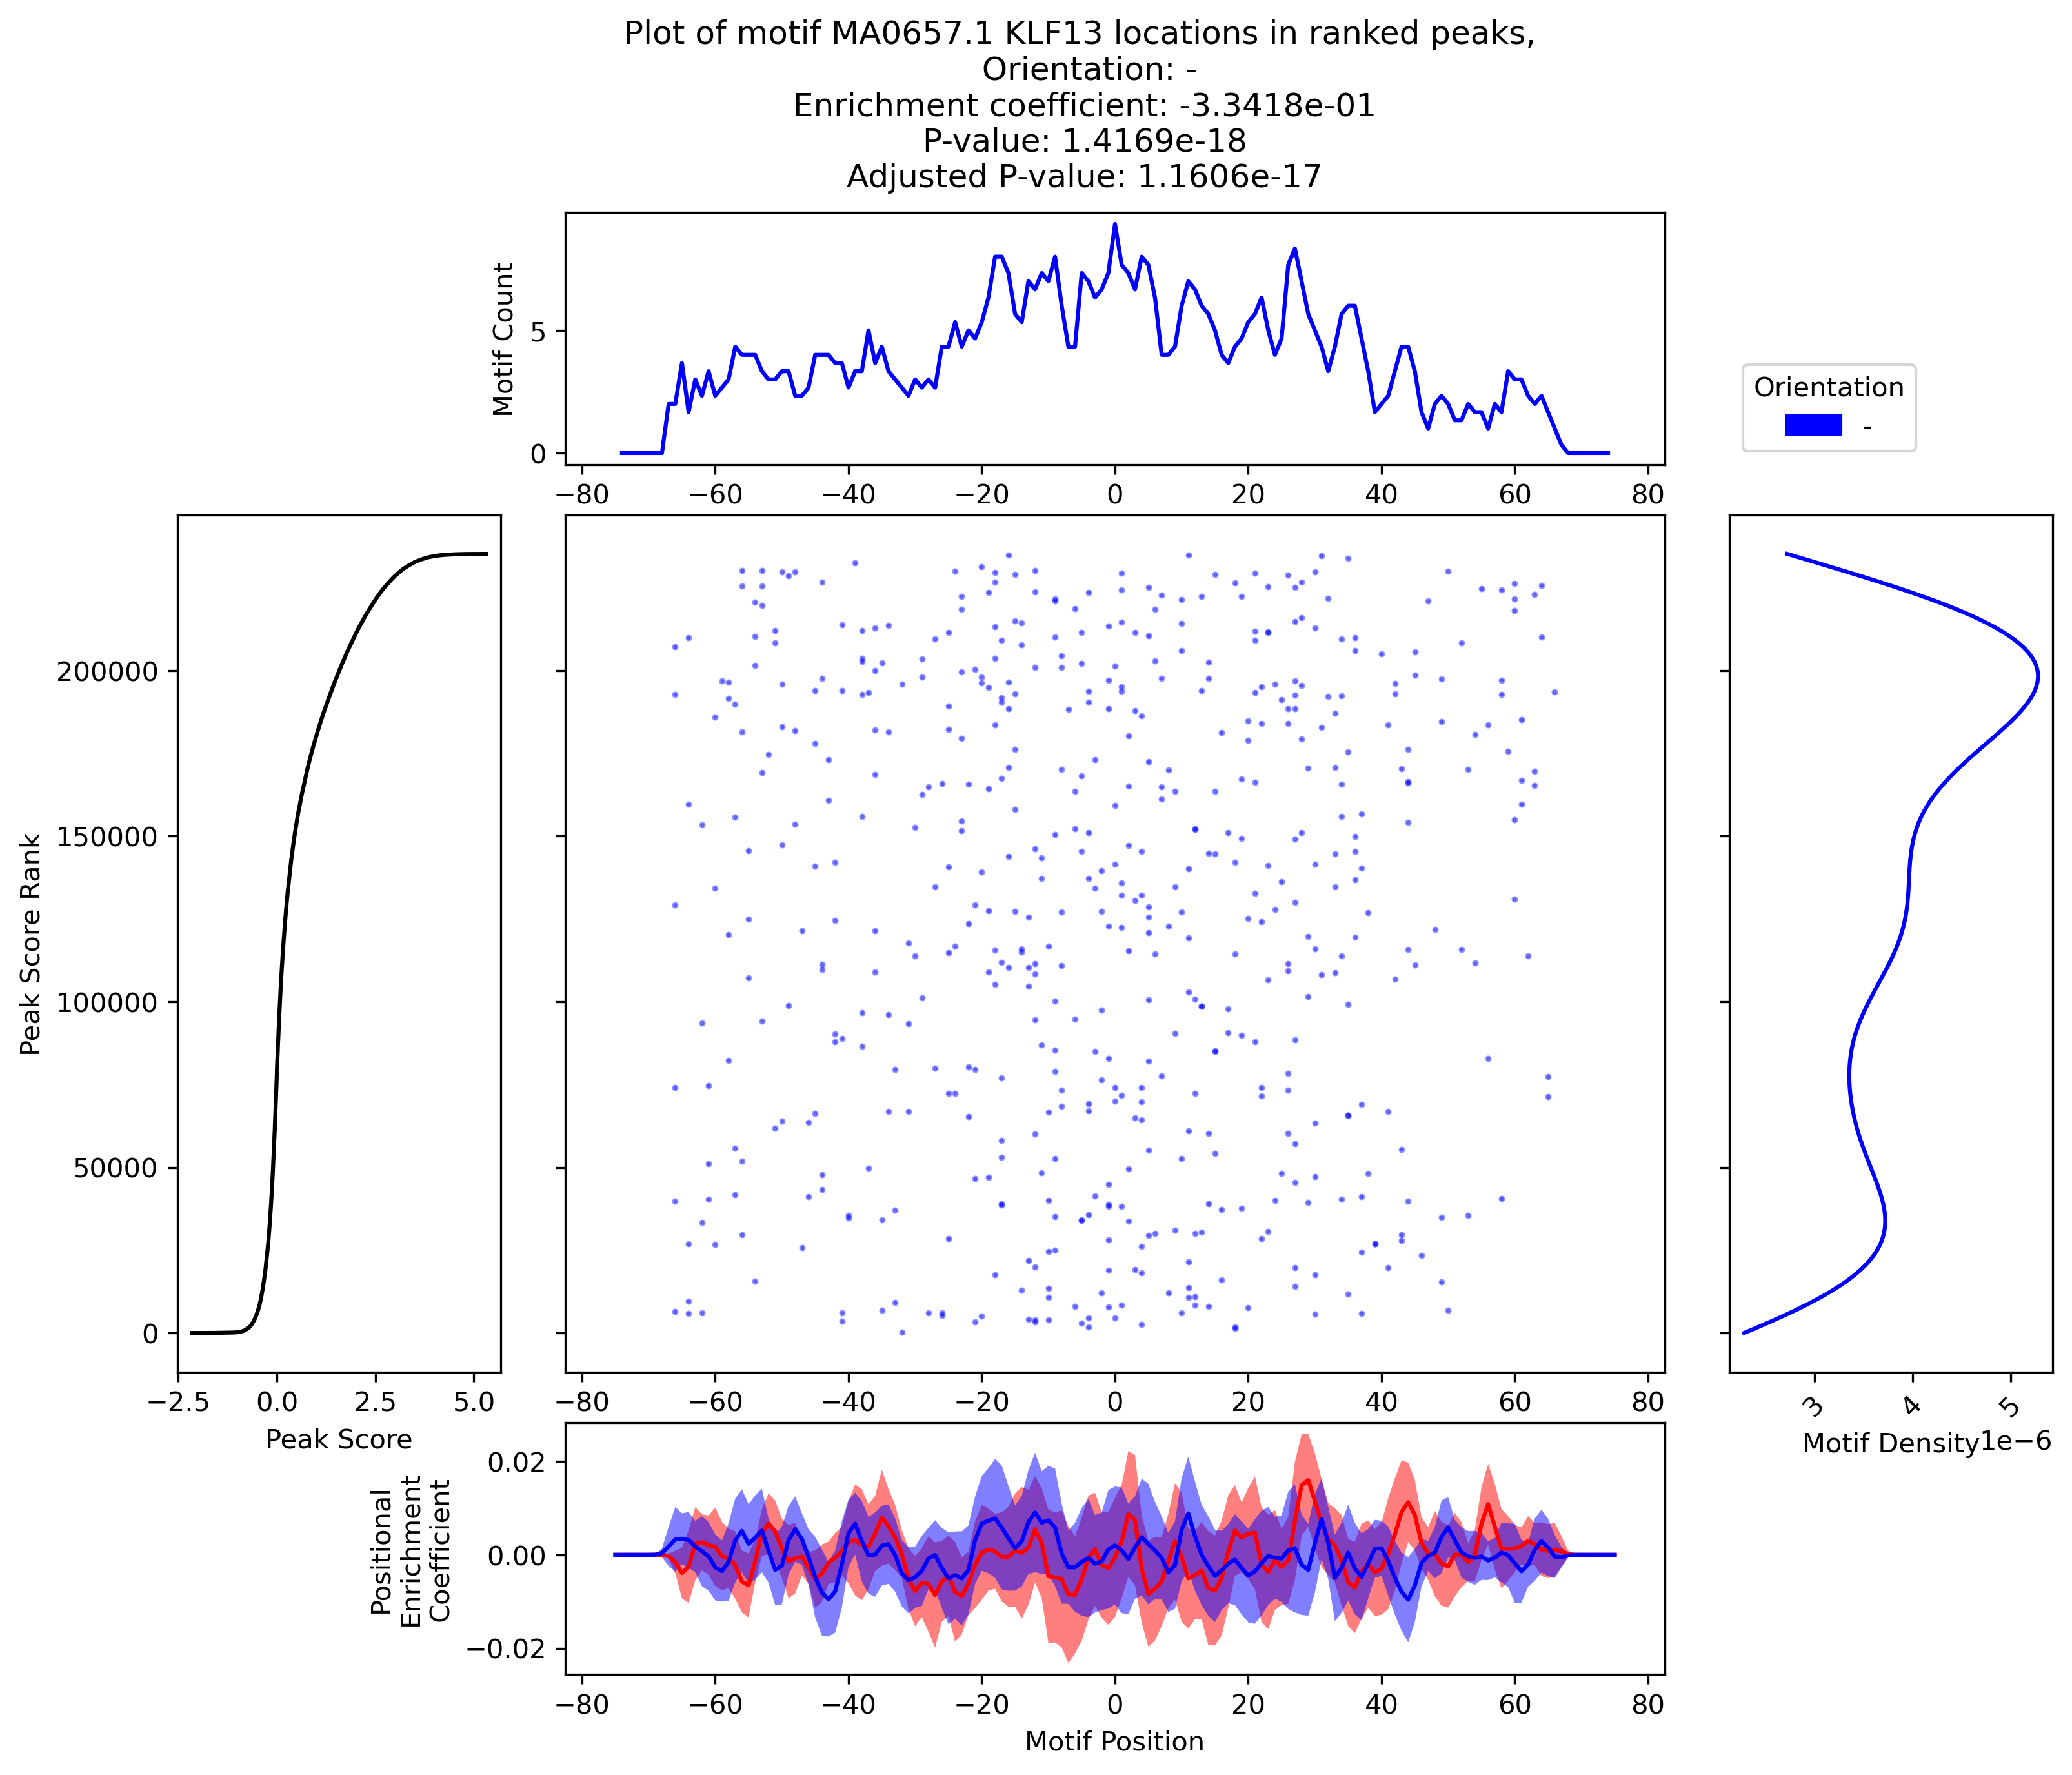 Plot of motif MA0657.1 KLF13 locations in ranked peaks,
Orientation: -
Enrichment coefficient: -3.3418e-01
P-value: 1.4169e-18
Adjusted P-value: 1.1606e-17
Motif Count
5
0
−80 −60 −40 −20 0 20 40 60 80
Orientation
-
Peak Score Rank
200000
150000
100000
50000
0
−2.5 0.0 2.5 5.0
Peak Score
−80 −60 −40 −20 0 20 40 60 80
3 4 5
Motif Density
1e−6
Positional
Enrichment
Coefficient
0.02
0.00
−0.02
−80 −60 −40 −20 0 20 40 60 80
Motif Position